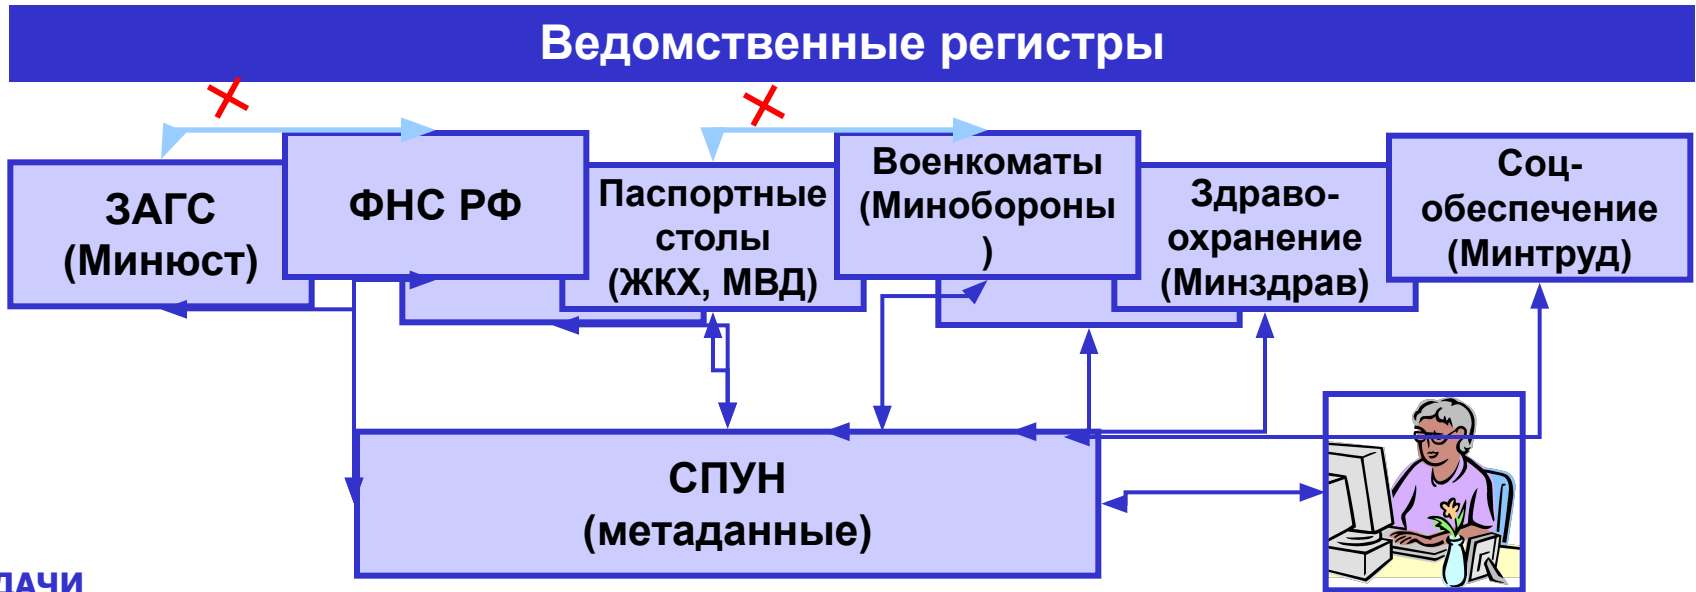 Ведомственные регистры
ЗАГС
(Минюст)
ФНС РФ
Паспортные
столы
(ЖКХ, МВД)
Военкоматы
(Минобороны
)
Здраво-
охранение
(Минздрав)
Соц-
обеспечение
(Минтруд)
СПУН
(метаданные)
ДАЧИ